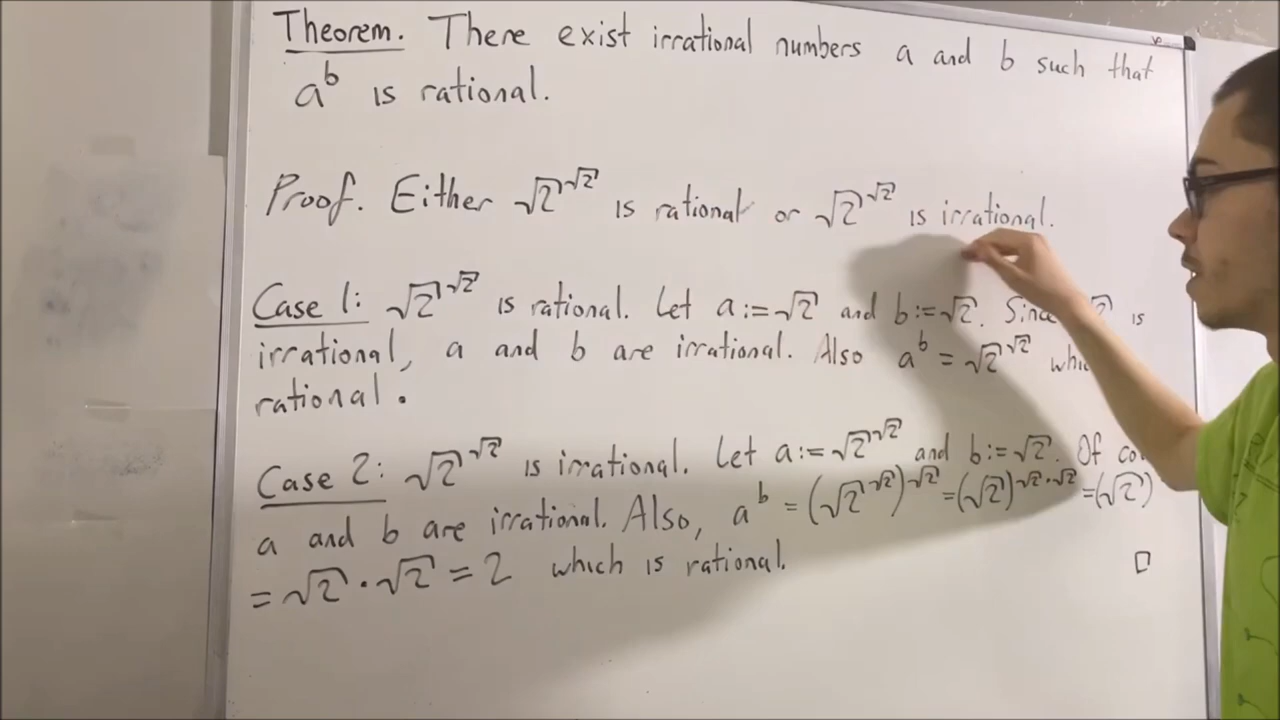 Theorem. There exist irrational numbers a and b such that
a^b is rational.
Proof. Either √2^√2 is rational or √2^√2 is irrational.
Case 1: √2^√2 is rational. Let a:=√2 and b:=√2. √2 is
irrational, a and b are irrational. Also a^b = √2^√2
rational.
Case 2: √2^√2 is irrational. Let a:=√2^√2 and b:=√2. Of
a and b are irrational. Also, a^b = (√2^√2)^√2 = (√2)^√2·√2 = (√2)
= √2·√2 = 2 which is rational. □